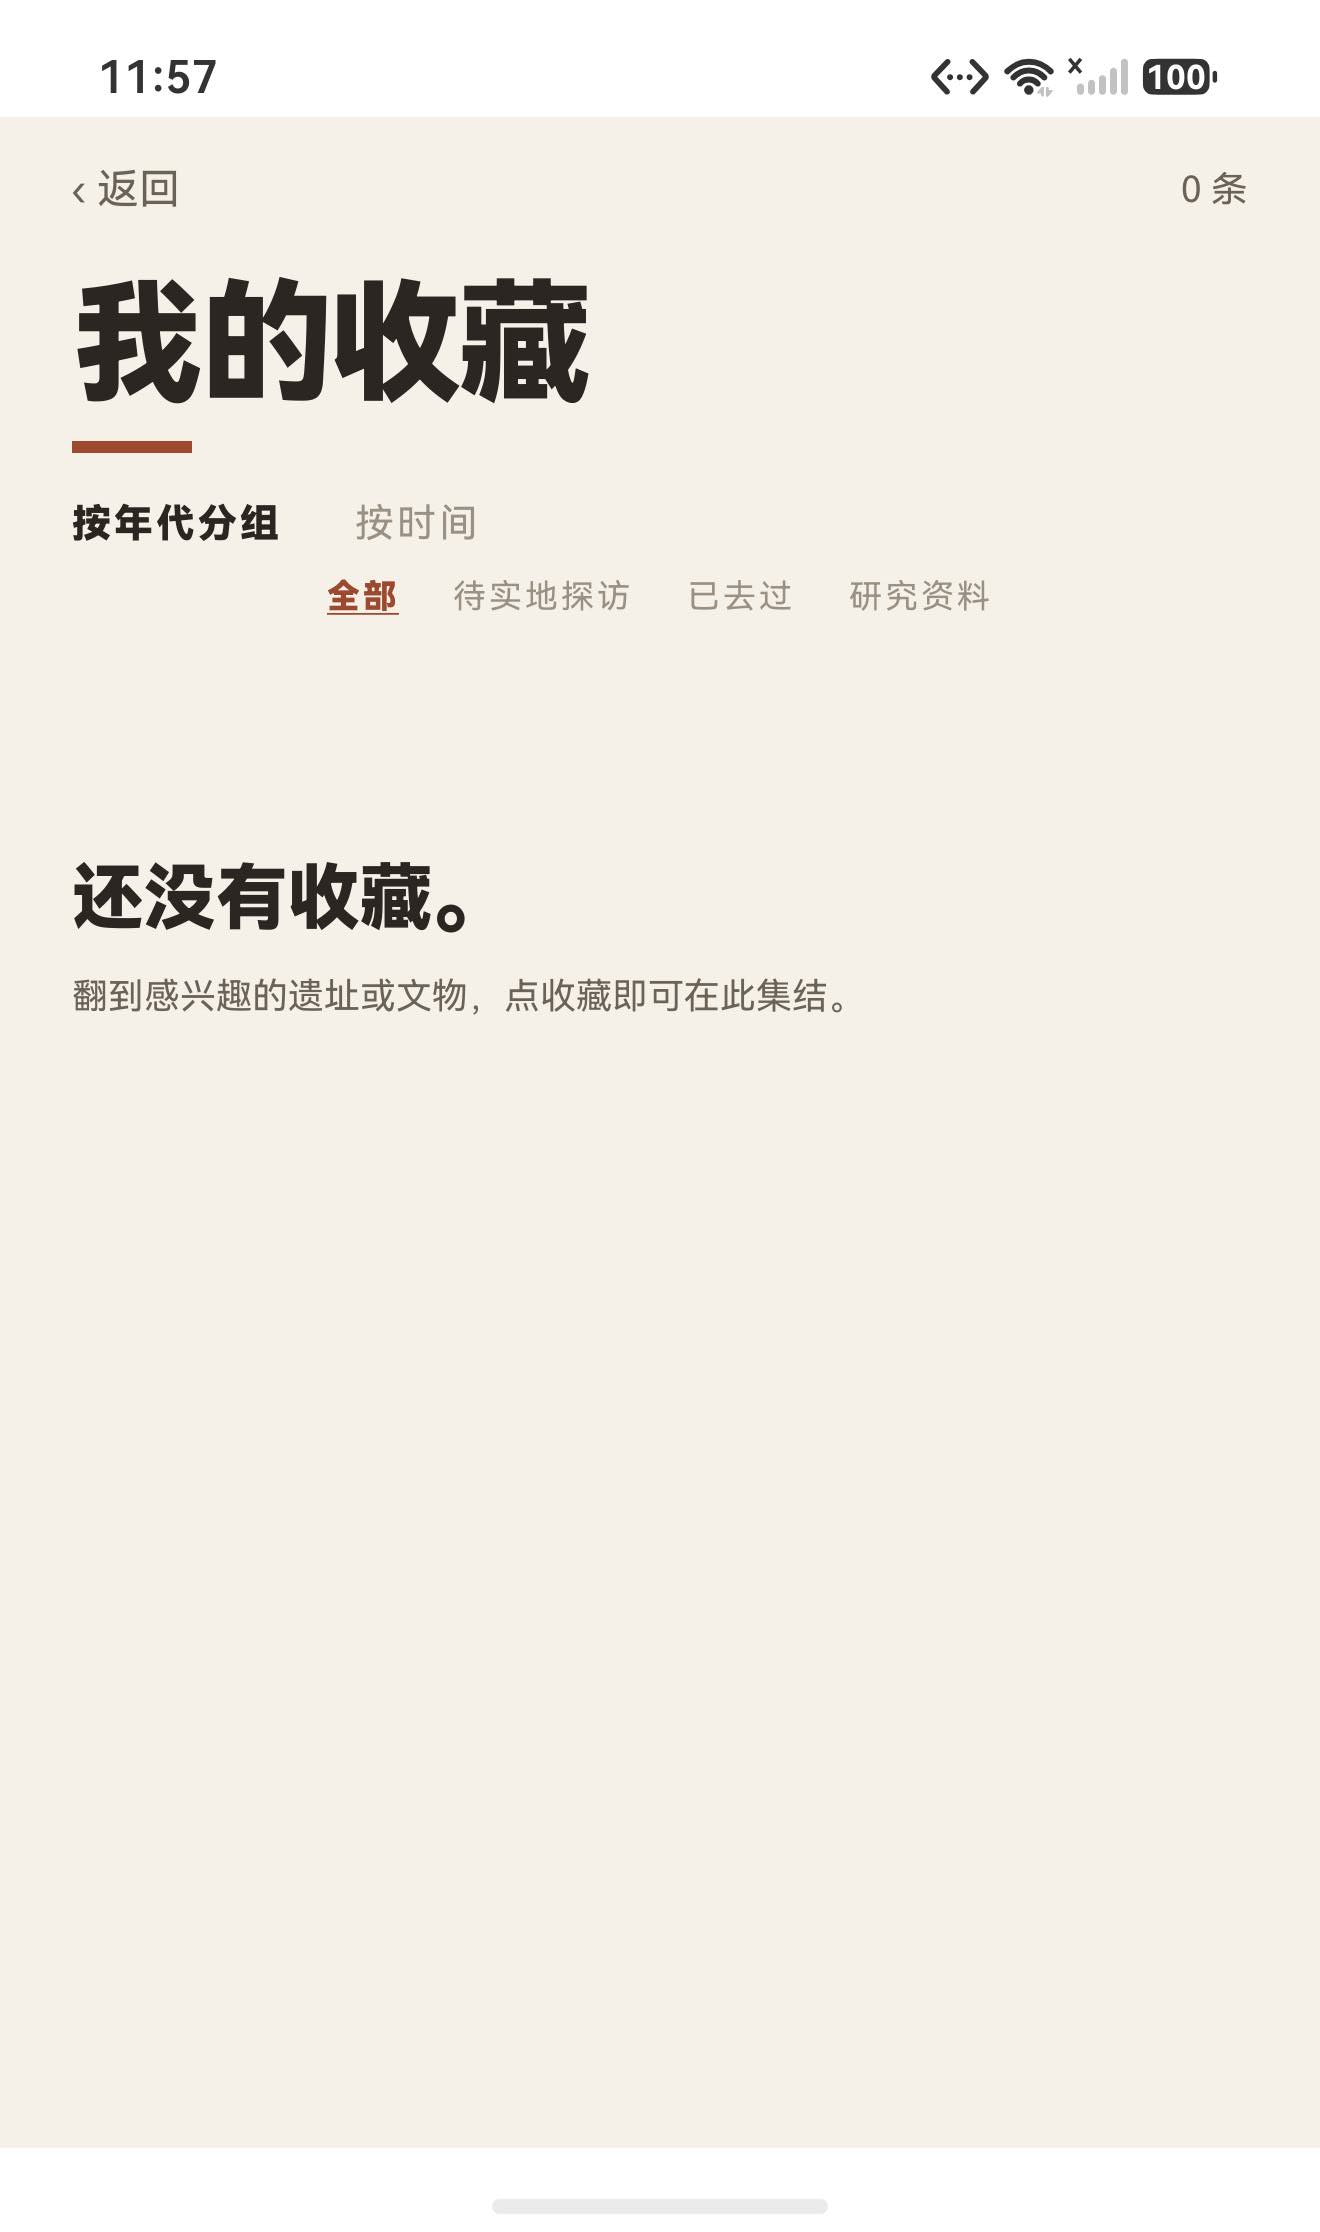 11:57
100
‹ 返回
0 条
我的收藏
按年代分组 按时间
全部 待实地探访 已去过 研究资料
还没有收藏。
翻到感兴趣的遗址或文物，点收藏即可在此集结。